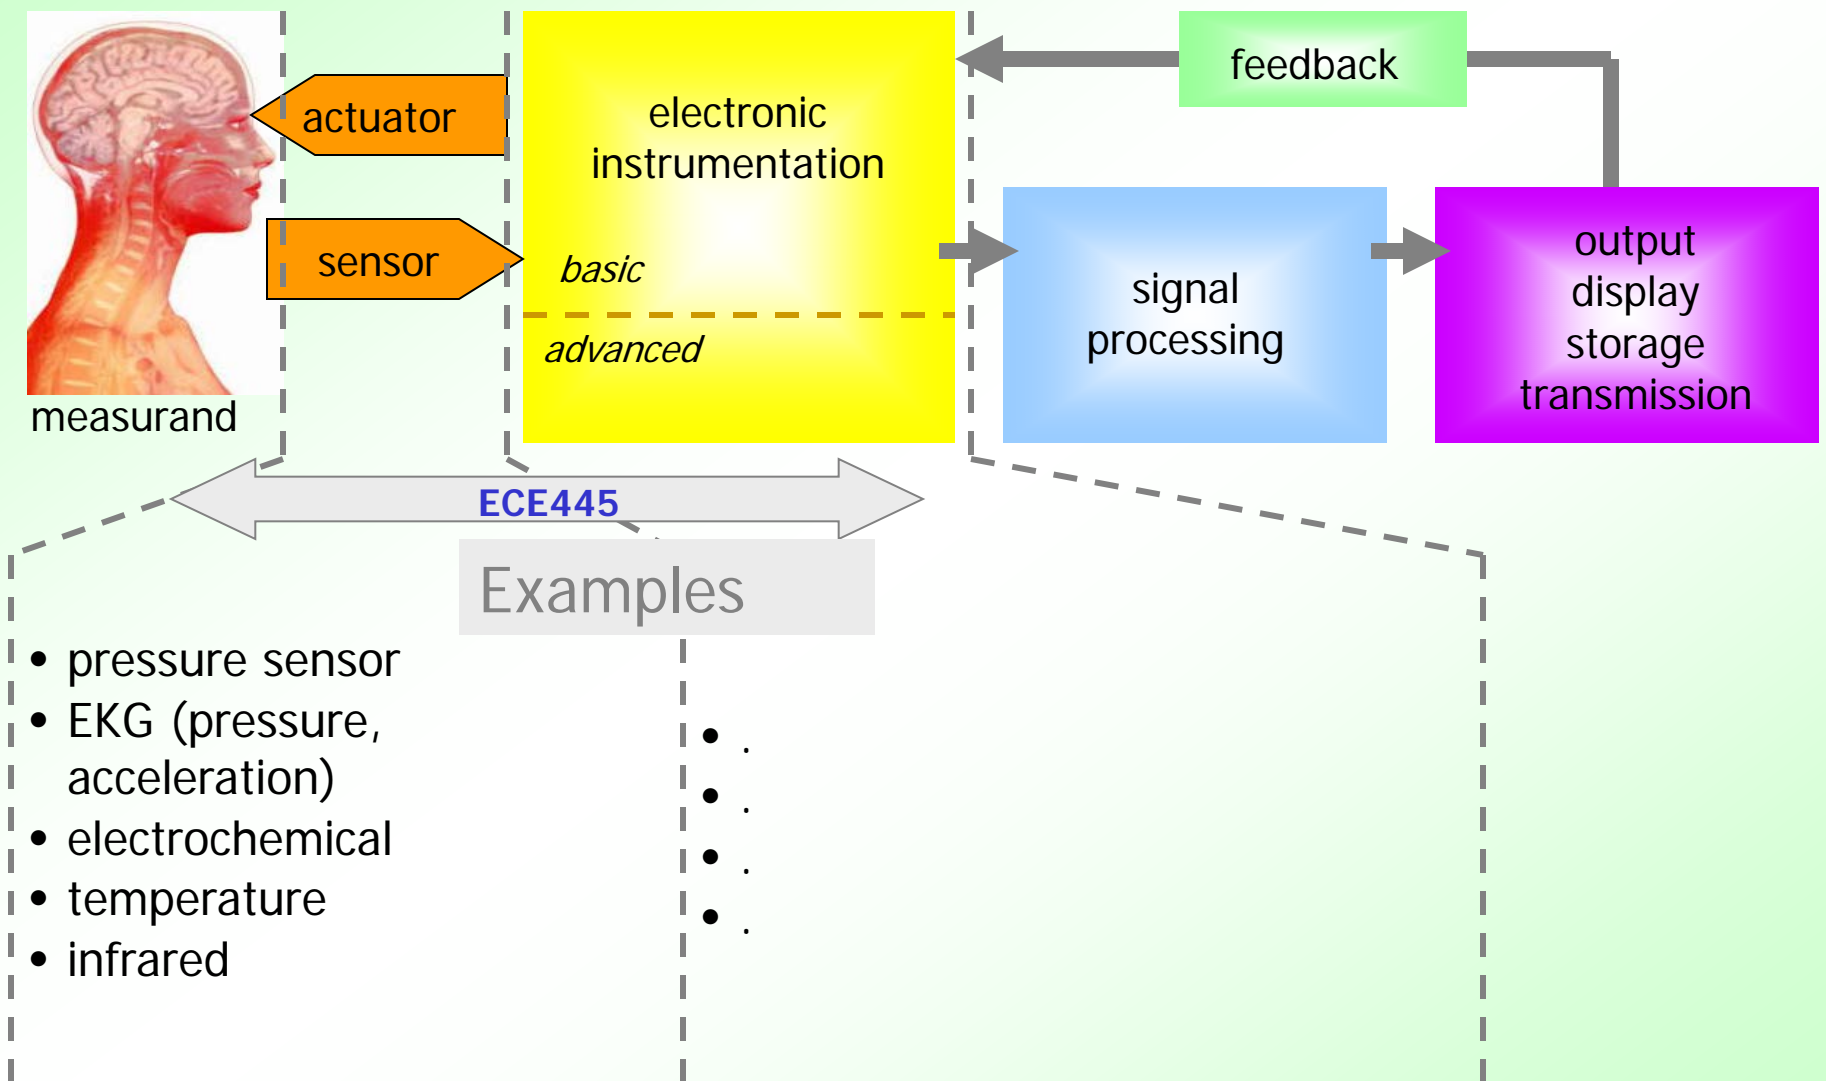 feedback
actuator
electronic
instrumentation
sensor
basic
advanced
signal
processing
output
display
storage
transmission
measurand
ECE445
Examples
• pressure sensor
• EKG (pressure,
acceleration)
• electrochemical
• temperature
• infrared
• .
• .
• .
• .